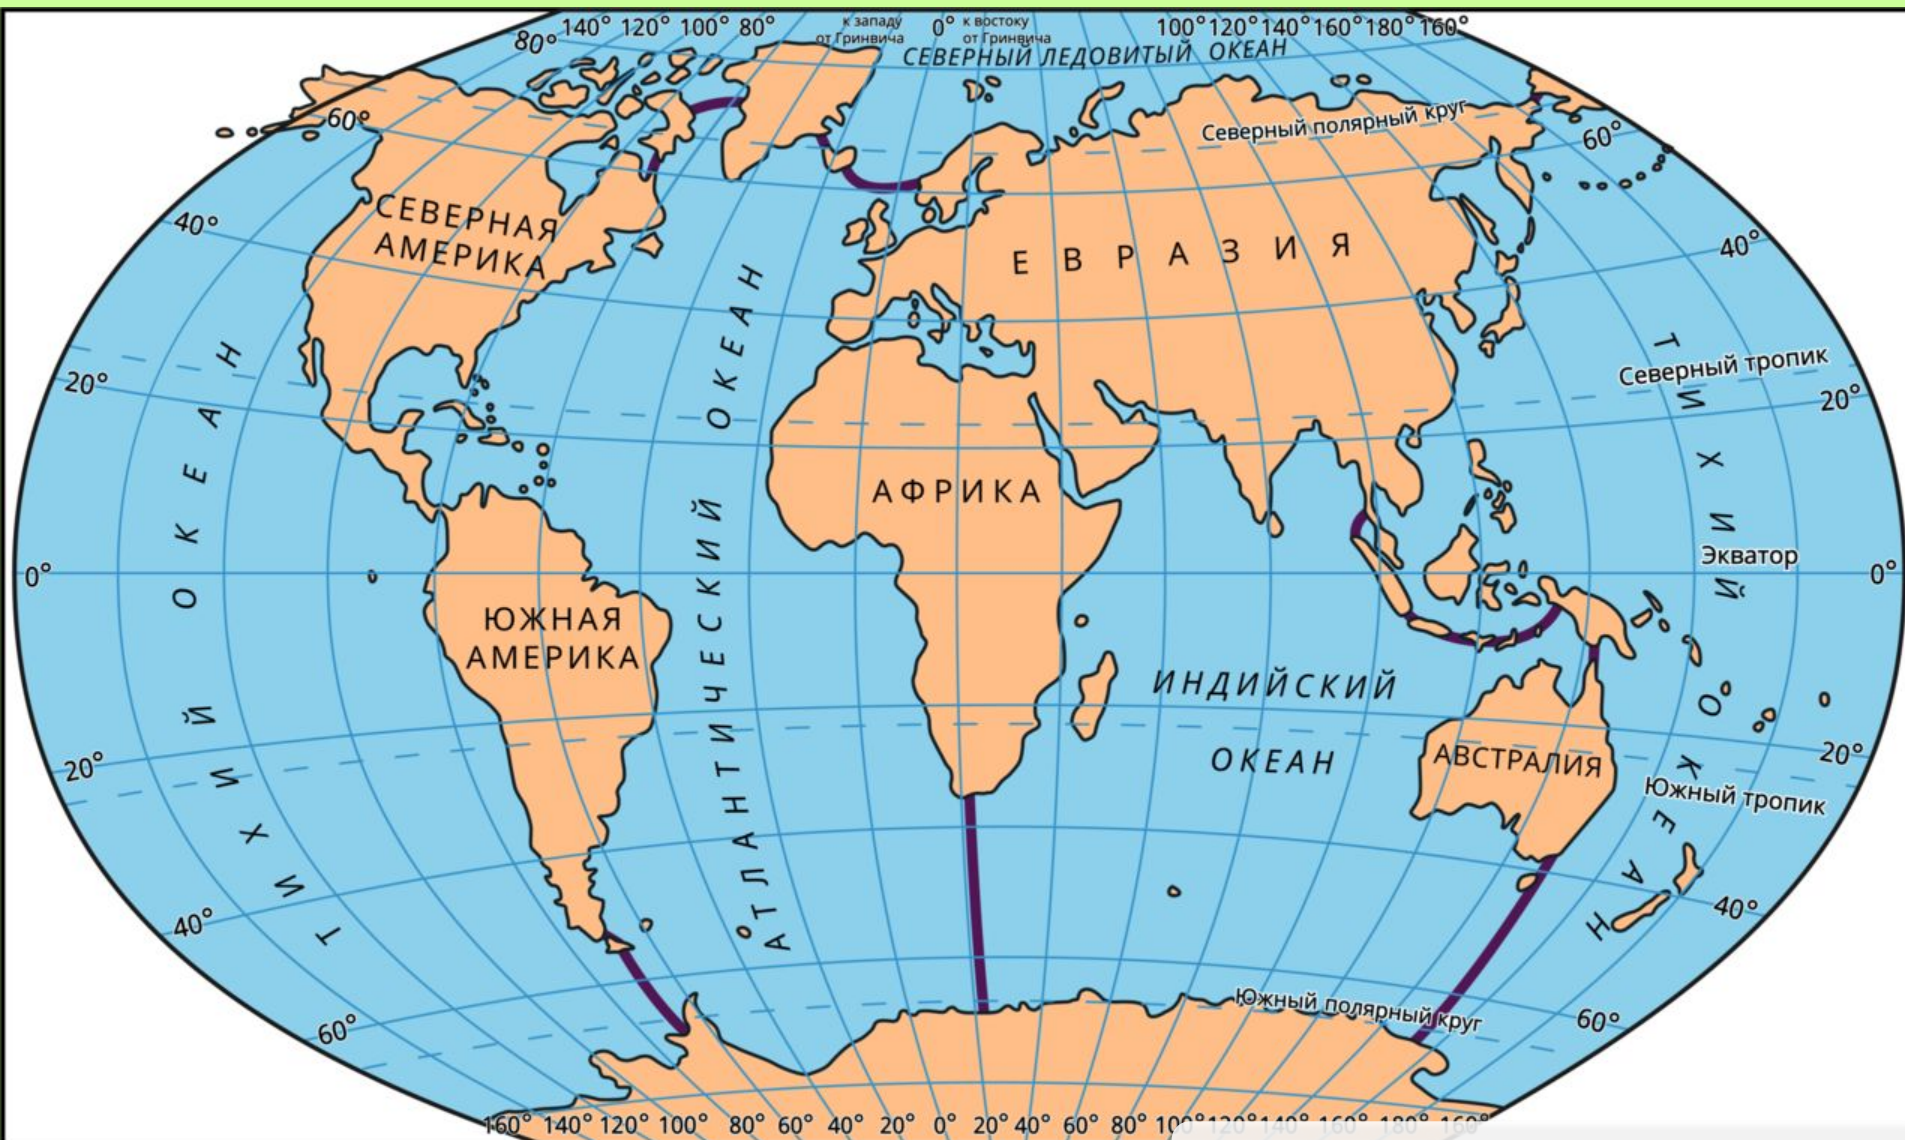 140° 120° 100° 80° к западу 0° к востоку 100° 120° 140° 160° 180° 160°
от Гринвича от Гринвича
80° СЕВЕРНЫЙ ЛЕДОВИТЫЙ ОКЕАН
60° Северный полярный круг 60°
40° СЕВЕРНАЯ
АМЕРИКА
ЕВРАЗИЯ 40°
20° Северный тропик 20°
ТИХИЙ ОКЕАН
АТЛАНТИЧЕСКИЙ ОКЕАН
ТИХИЙ ОКЕАН
АФРИКА
Экватор
0° 0°
ЮЖНАЯ
АМЕРИКА
ИНДИЙСКИЙ
ОКЕАН
АВСТРАЛИЯ
20° 20°
Южный тропик
40° 40°
Южный полярный круг
60° 60°
160° 140° 120° 100° 80° 60° 40° 20° 0° 20° 40° 60° 80° 100° 120° 140° 160° 180° 160°